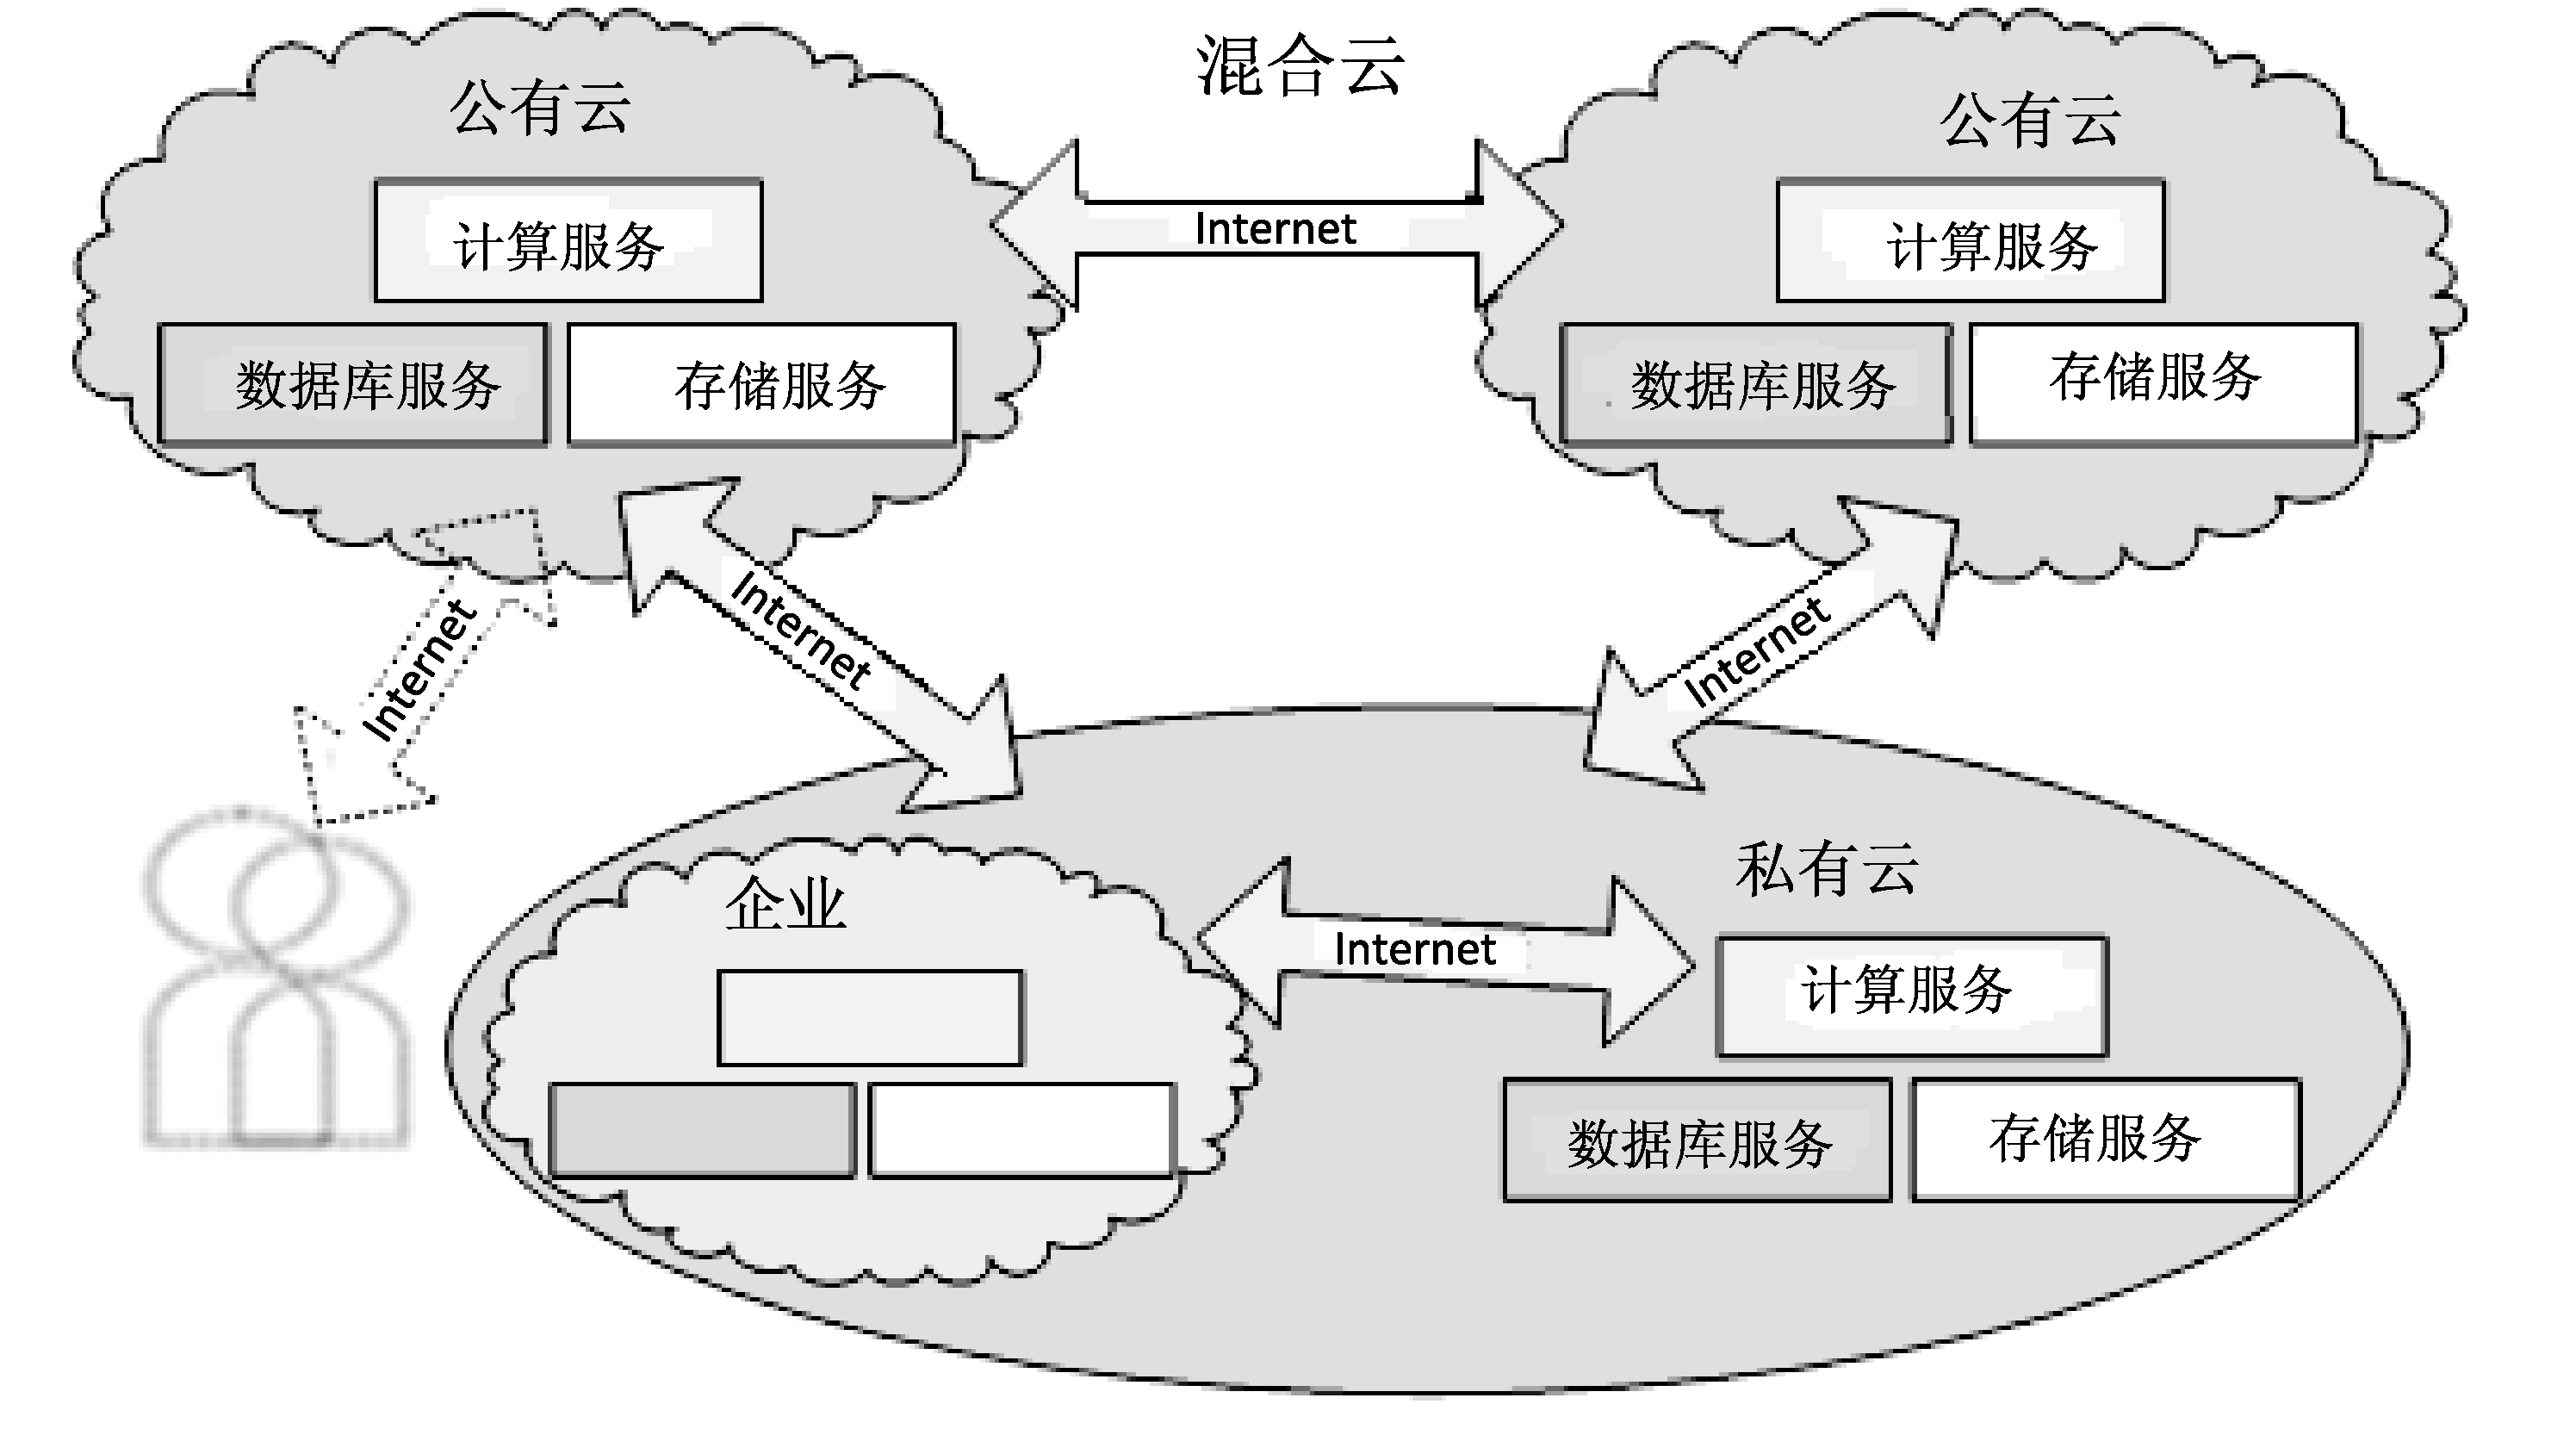 混合云
公有云
计算服务
数据库服务
存储服务
Internet
公有云
计算服务
数据库服务
存储服务
Internet
Internet
Internet
企业
Internet
私有云
计算服务
数据库服务
存储服务